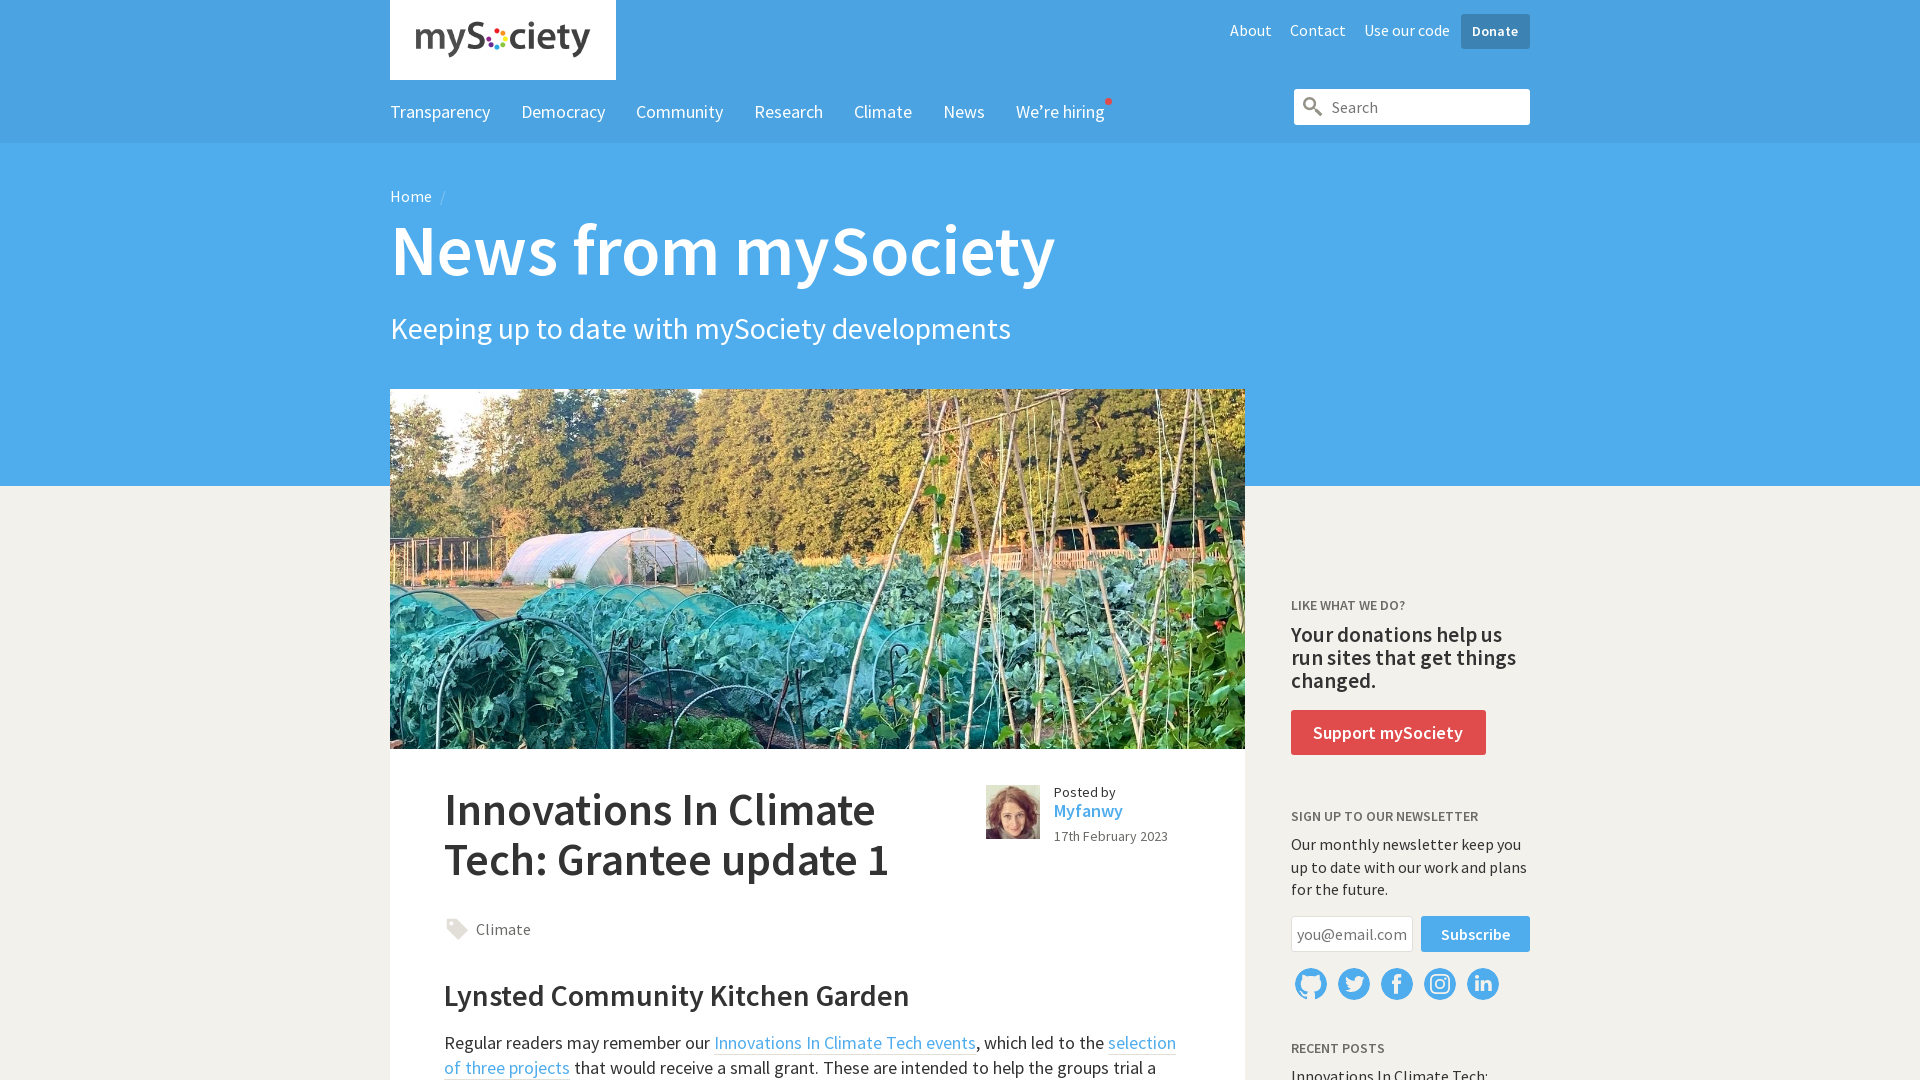 mySociety
About
Contact
Use our code
Donate
Transparency
Democracy
Community
Research
Climate
News
We’re hiring
Search
Home /
News from mySociety
Keeping up to date with mySociety developments
Innovations In Climate
Tech: Grantee update 1
Posted by
Myfanwy
17th February 2023
Climate
Lynsted Community Kitchen Garden
Regular readers may remember our Innovations In Climate Tech events, which led to the selection
of three projects that would receive a small grant. These are intended to help the groups trial a
LIKE WHAT WE DO?
Your donations help us
run sites that get things
changed.
Support mySociety
SIGN UP TO OUR NEWSLETTER
Our monthly newsletter keep you
up to date with our work and plans
for the future.
you@email.com
Subscribe
RECENT POSTS
Innovations In Climate Tech: